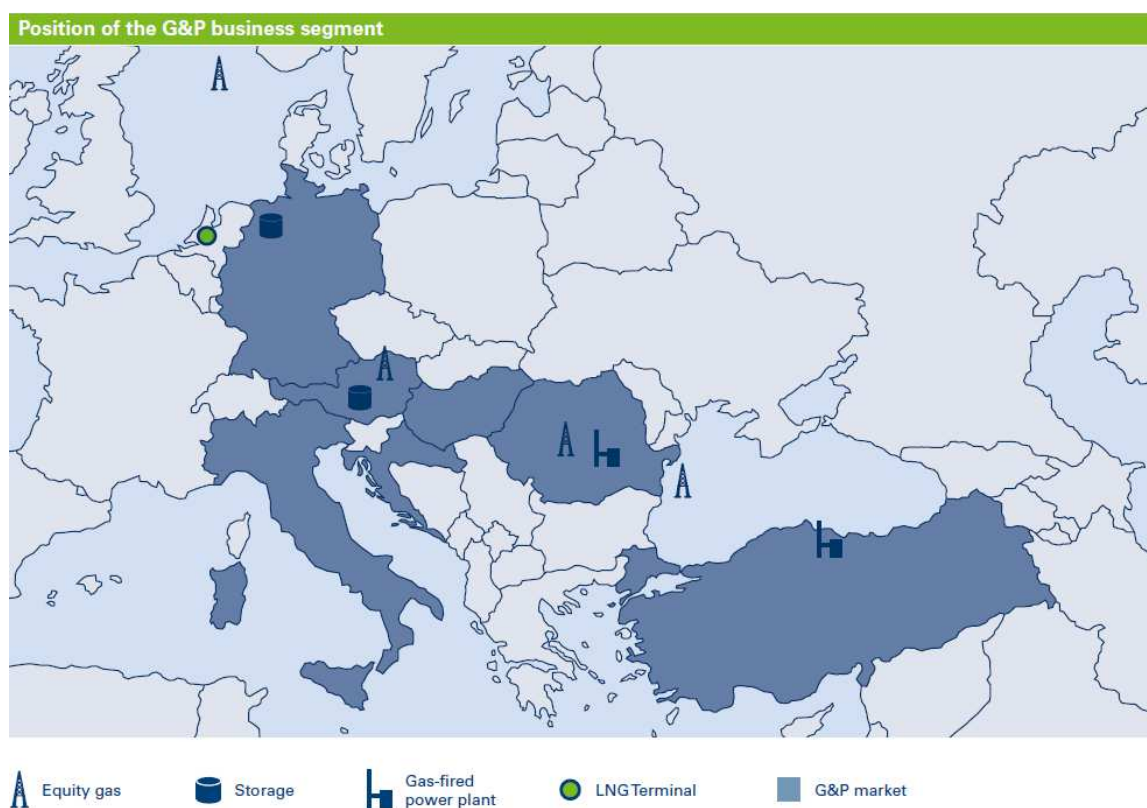 Position of the G&P business segment
Equity gas
Storage
Gas-fired
power plant
LNG Terminal
G&P market